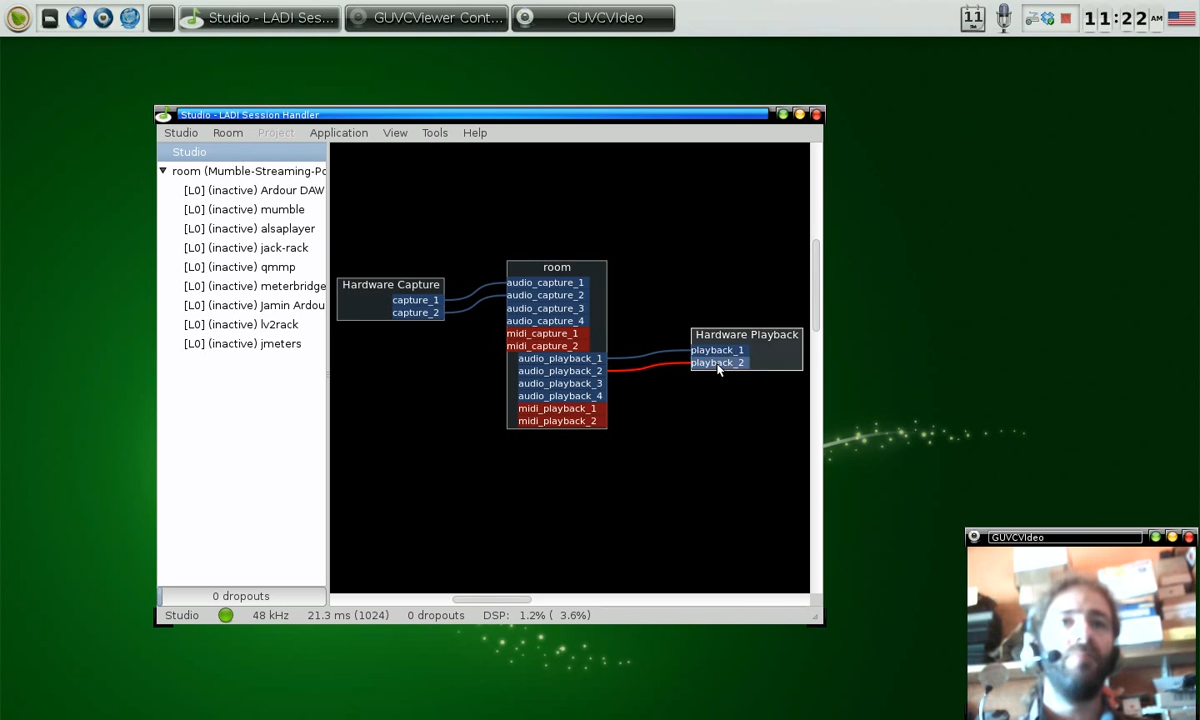 Studio - LADI Ses...
GUVCViewer Cont...
GUVCVIdeo
11
11:22 AM
Studio - LADI Session Handler
Studio Room Project Application View Tools Help
Studio
room (Mumble-Streaming-Po
[L0] (inactive) Ardour DAW
[L0] (inactive) mumble
[L0] (inactive) alsaplayer
[L0] (inactive) jack-rack
[L0] (inactive) qmmp
[L0] (inactive) meterbridge
[L0] (inactive) Jamin Ardou
[L0] (inactive) lv2rack
[L0] (inactive) jmeters
0 dropouts
Hardware Capture
capture_1
capture_2
room
audio_capture_1
audio_capture_2
audio_capture_3
audio_capture_4
midi_capture_1
midi_capture_2
audio_playback_1
audio_playback_2
audio_playback_3
audio_playback_4
midi_playback_1
midi_playback_2
Hardware Playback
playback_1
playback_2
Studio 48 kHz 21.3 ms (1024) 0 dropouts DSP: 1.2% ( 3.6%)
GUVCVIdeo